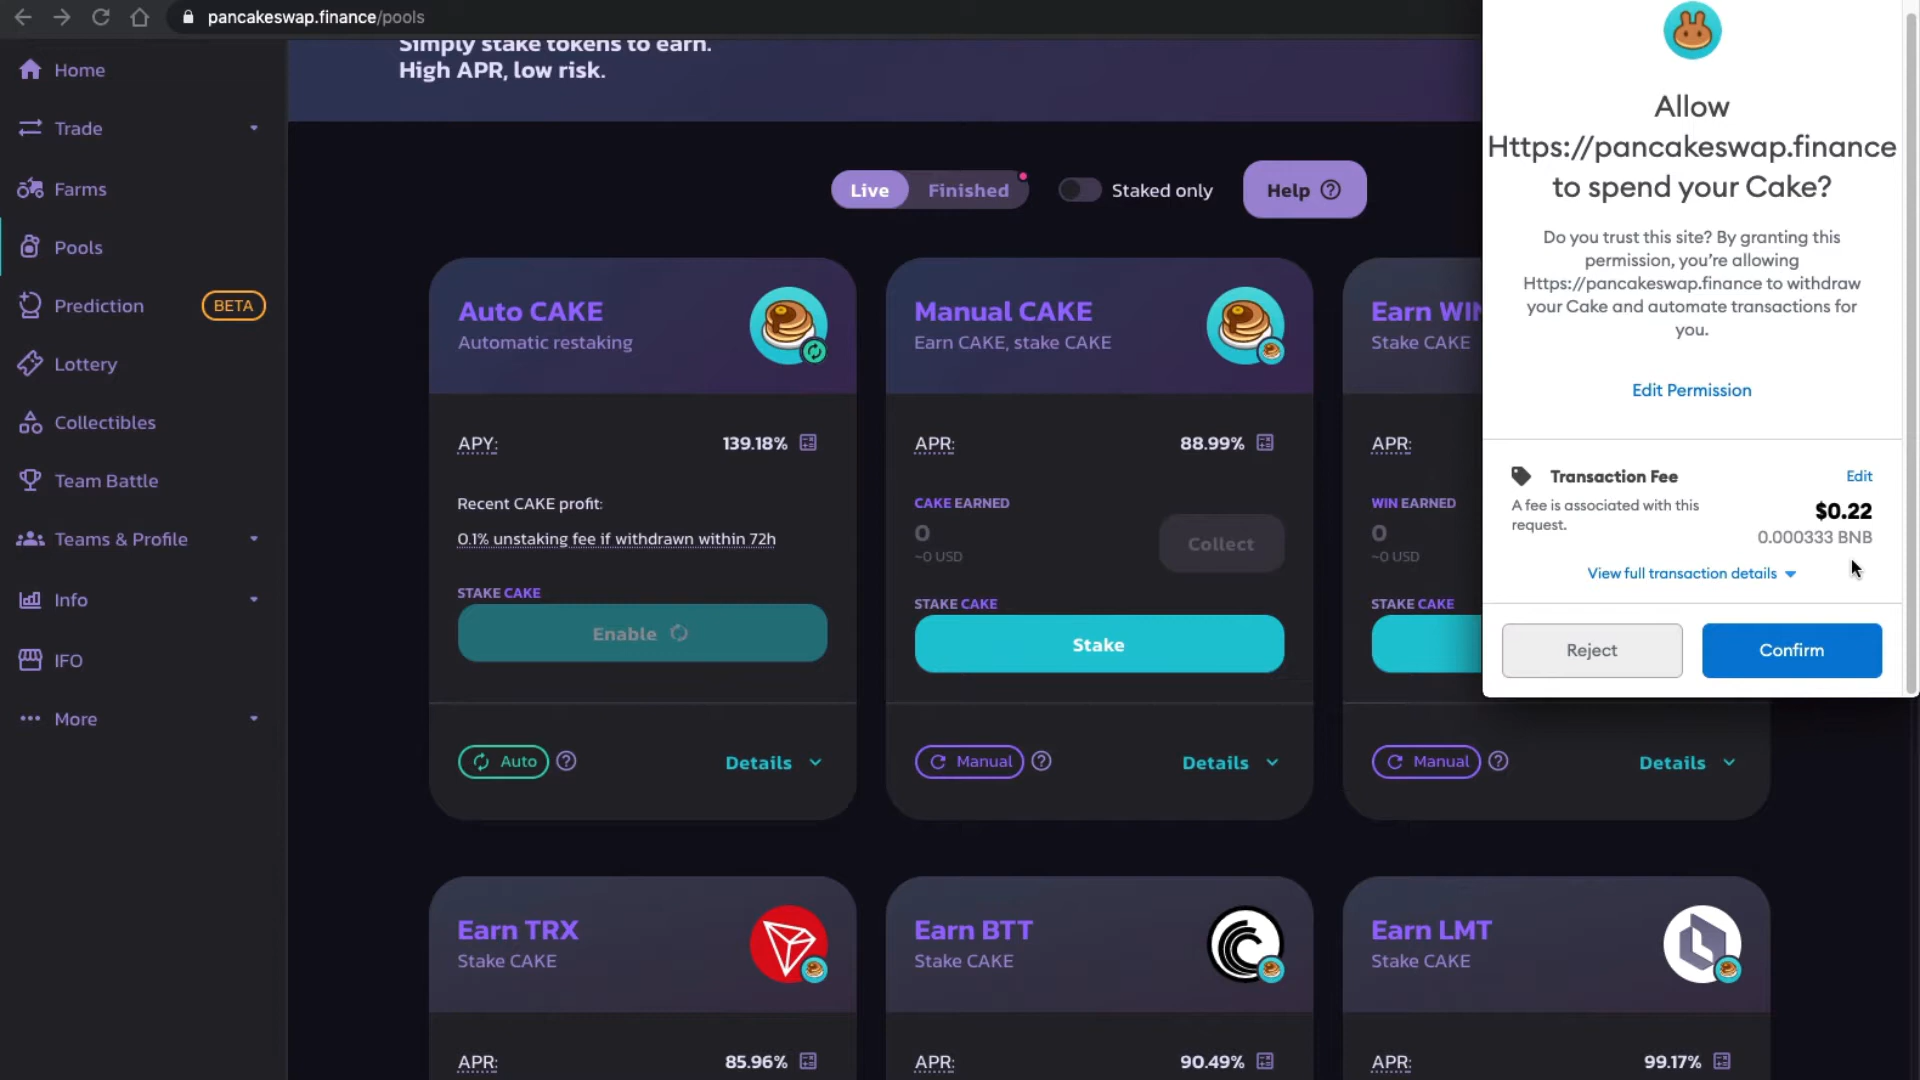 pancakeswap.finance/pools
Home
Trade
Farms
Pools
Prediction BETA
Lottery
Collectibles
Team Battle
Teams & Profile
Info
IFO
More
Simply stake tokens to earn.
High APR, low risk.
Live Finished Staked only Help
Auto CAKE
Automatic restaking
APY: 139.18%
Recent CAKE profit:
0.1% unstaking fee if withdrawn within 72h
STAKE CAKE
Enable
Auto Details
Manual CAKE
Earn CAKE, stake CAKE
APR: 88.99%
CAKE EARNED
0
~0 USD
Collect
STAKE CAKE
Stake
Manual Details
Earn WIN
Stake CAKE
APR:
WIN EARNED
0
~0 USD
STAKE CAKE
Manual Details
Earn TRX
Stake CAKE
APR: 85.96%
Earn BTT
Stake CAKE
APR: 90.49%
Earn LMT
Stake CAKE
APR: 99.17%
Allow
Https://pancakeswap.finance
to spend your Cake?
Do you trust this site? By granting this
permission, you’re allowing
Https://pancakeswap.finance to withdraw
your Cake and automate transactions for
you.
Edit Permission
Transaction Fee Edit
A fee is associated with this
request.
$0.22
0.000333 BNB
View full transaction details
Reject Confirm